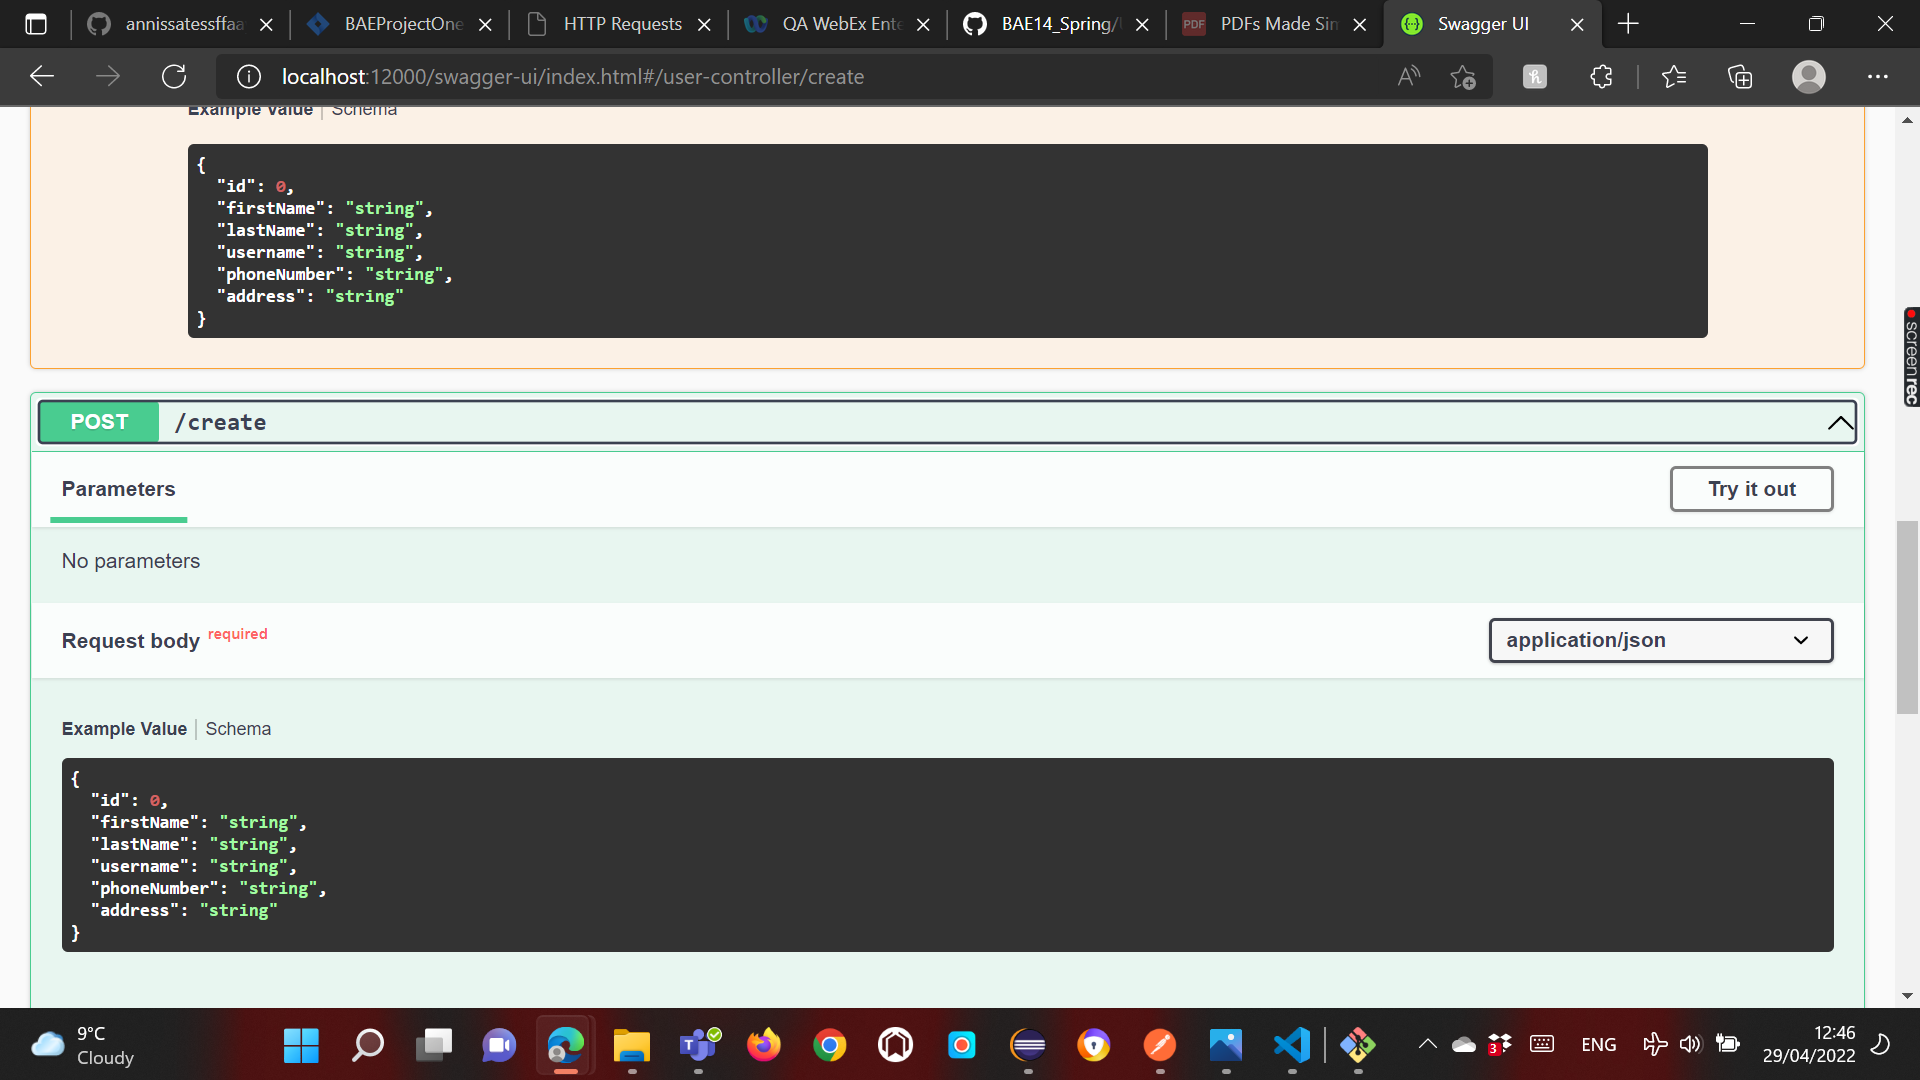 annissatessffaa
BAEProjectOne
HTTP Requests
QA WebEx Ente
BAE14_Spring/
PDFs Made Sim
Swagger UI
localhost:12000/swagger-ui/index.html#/user-controller/create
Example Value | Schema
{
"id": 0,
"firstName": "string",
"lastName": "string",
"username": "string",
"phoneNumber": "string",
"address": "string"
}
screenrec
POST /create
Parameters
Try it out
No parameters
Request body required
application/json
Example Value | Schema
{
"id": 0,
"firstName": "string",
"lastName": "string",
"username": "string",
"phoneNumber": "string",
"address": "string"
}
9°C
Cloudy
ENG
12:46
29/04/2022